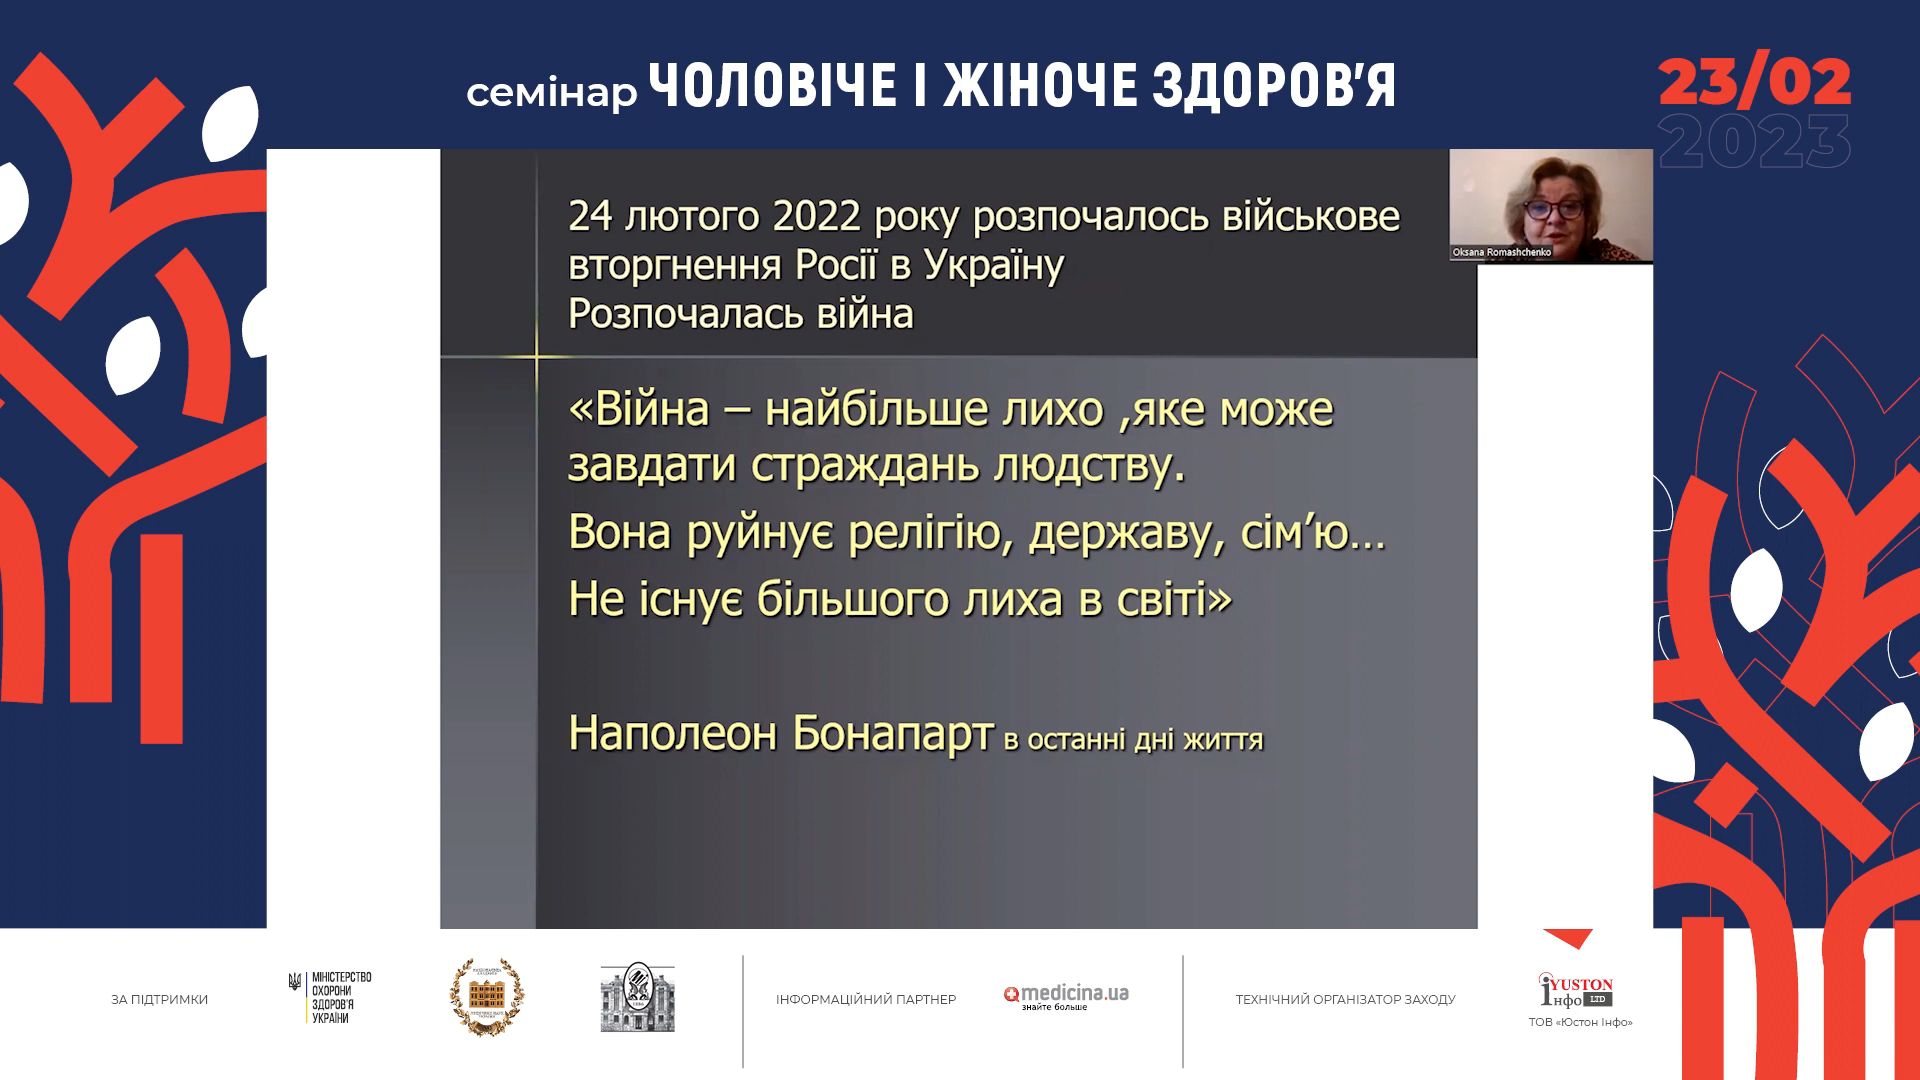 семінар ЧОЛОВІЧЕ І ЖІНОЧЕ ЗДОРОВ'Я
23/02
2023
24 лютого 2022 року розпочалось військове
вторгнення Росії в Україну
Розпочалась війна
Oksana Romashchenko
«Війна – найбільше лихо ,яке може
завдати страждань людству.
Вона руйнує релігію, державу, сім’ю…
Не існує більшого лиха в світі»
Наполеон Бонапарт в останні дні життя
ЗА ПІДТРИМКИ
МІНІСТЕРСТВО
ОХОРОНИ
ЗДОРОВ'Я
УКРАЇНИ
ІНФОРМАЦІЙНИЙ ПАРТНЕР
medicina.ua
знайте больше
ТЕХНІЧНИЙ ОРГАНІЗАТОР ЗАХОДУ
YUSTON
Інфо LTD
ТОВ «Юстон Інфо»